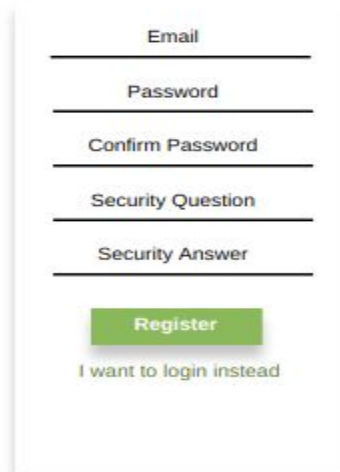 Email
Password
Confirm Password
Security Question
Security Answer
Register
I want to login instead